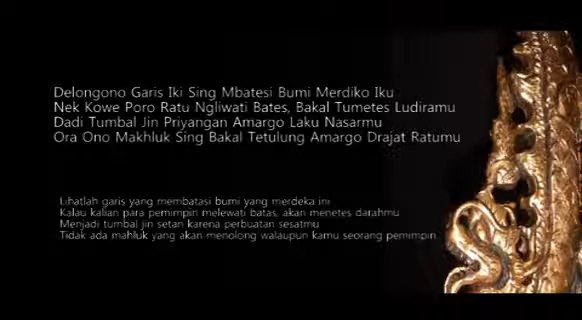 Delongono Garis Iki Sing Mbatesi Bumi Merdiko Iku
Nek Kowe Poro Ratu Ngliwati Bates, Bakal Tumetes Ludiramu
Dadi Tumbal Jin Priyangan Amargo Laku Nasarmu
Ora Ono Makhluk Sing Bakal Tetulung Amargo Drajat Ratumu
Lihatlah garis yang membatasi bumi yang merdeka ini
Kalau kalian para pemimpin melewati batas, akan menetes darahmu
Menjadi tumbal jin setan karena perbuatan sesatmu
Tidak ada mahluk yang akan menolong walaupun kamu seorang pemimpin.